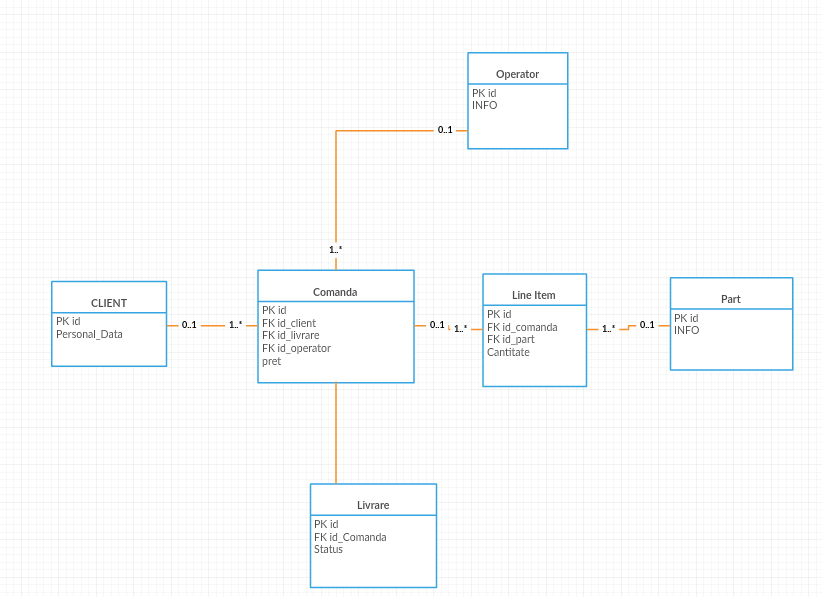 Operator
PK id
INFO
0..1
1..*
CLIENT
PK id
Personal_Data
0..1
1..*
Comanda
PK id
FK id_client
FK id_livrare
FK id_operator
pret
0..1
1..*
Line Item
PK id
FK id_comanda
FK id_part
Cantitate
1..*
0..1
Part
PK id
INFO
Livrare
PK id
FK id_Comanda
Status